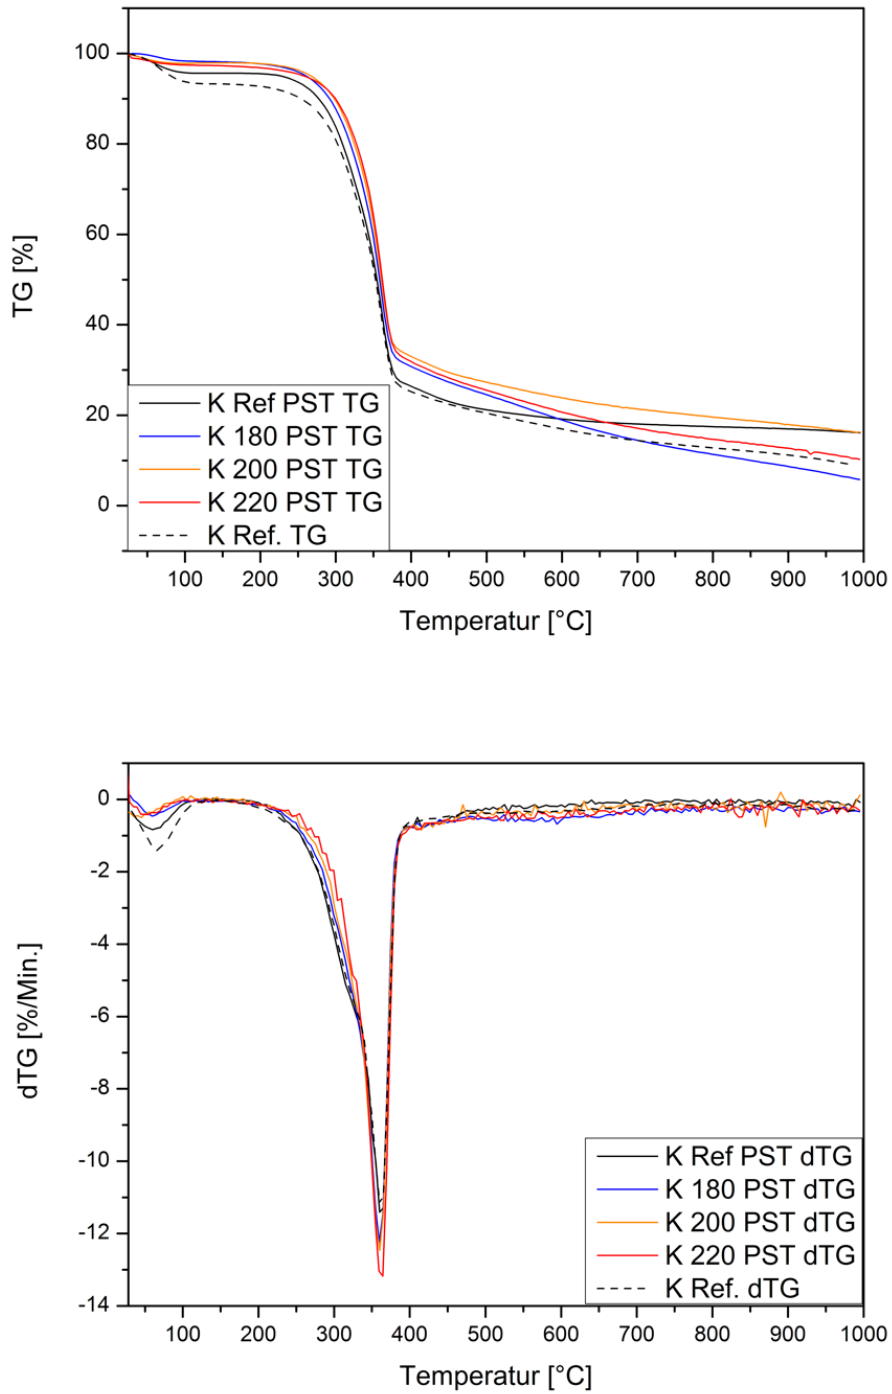 100
80
60
40
20
0
TG [%]
K Ref PST TG
K 180 PST TG
K 200 PST TG
K 220 PST TG
K Ref. TG
100 200 300 400 500 600 700 800 900 1000
Temperatur [°C]
0
-2
-4
-6
-8
-10
-12
-14
dTG [%/Min.]
K Ref PST dTG
K 180 PST dTG
K 200 PST dTG
K 220 PST dTG
K Ref. dTG
100 200 300 400 500 600 700 800 900 1000
Temperatur [°C]